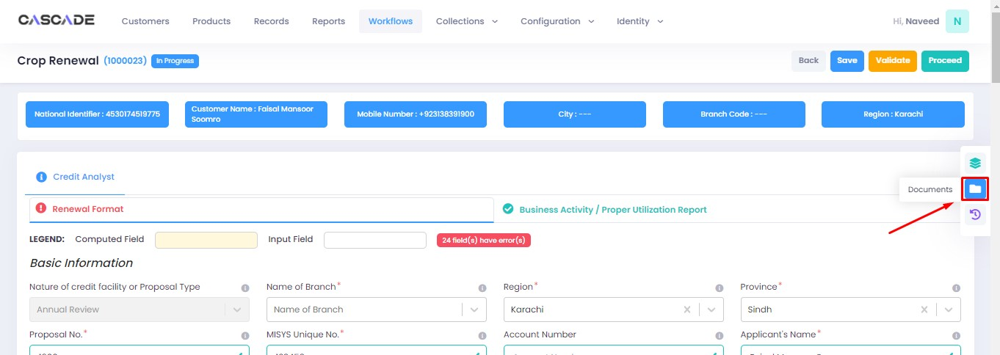 CASCADE Customers Products Records Reports Workflows Collections Configuration Identity Hi, Naveed N
Crop Renewal (1000023) In Progress Back Save Validate Proceed
National Identifier : 4530174519775
Customer Name : Faisal Mansoor
Soomro
Mobile Number : +923138391900
City : ---
Branch Code : ---
Region : Karachi
Credit Analyst
Documents
Renewal Format Business Activity / Proper Utilization Report
LEGEND: Computed Field Input Field 24 field(s) have error(s)
Basic Information
Nature of credit facility or Proposal Type Name of Branch* Region* Province*
Annual Review Name of Branch Karachi Sindh
Proposal No.* MISYS Unique No.* Account Number Applicant's Name*